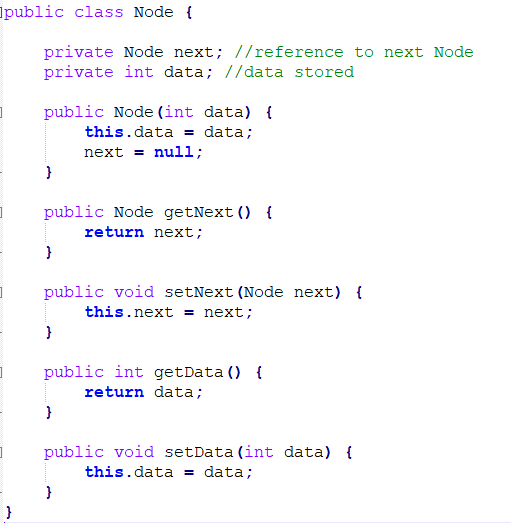 public class Node {
private Node next; //reference to next Node
private int data; //data stored
public Node(int data) {
this.data = data;
next = null;
}
public Node getNext() {
return next;
}
public void setNext(Node next) {
this.next = next;
}
public int getData() {
return data;
}
public void setData(int data) {
this.data = data;
}
}